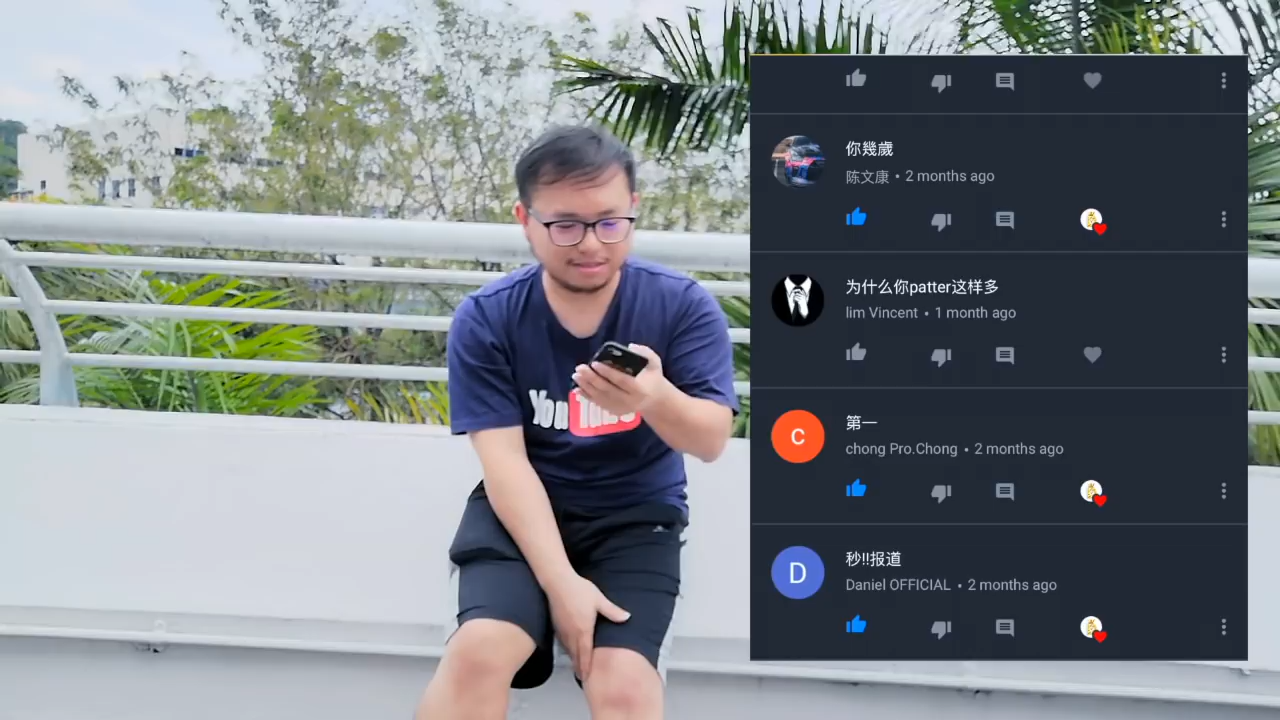 你幾歲
陈文康 • 2 months ago
为什么你patter这样多
lim Vincent • 1 month ago
C
第一
chong Pro.Chong • 2 months ago
D
秒!!报道
Daniel OFFICIAL • 2 months ago
YouTube